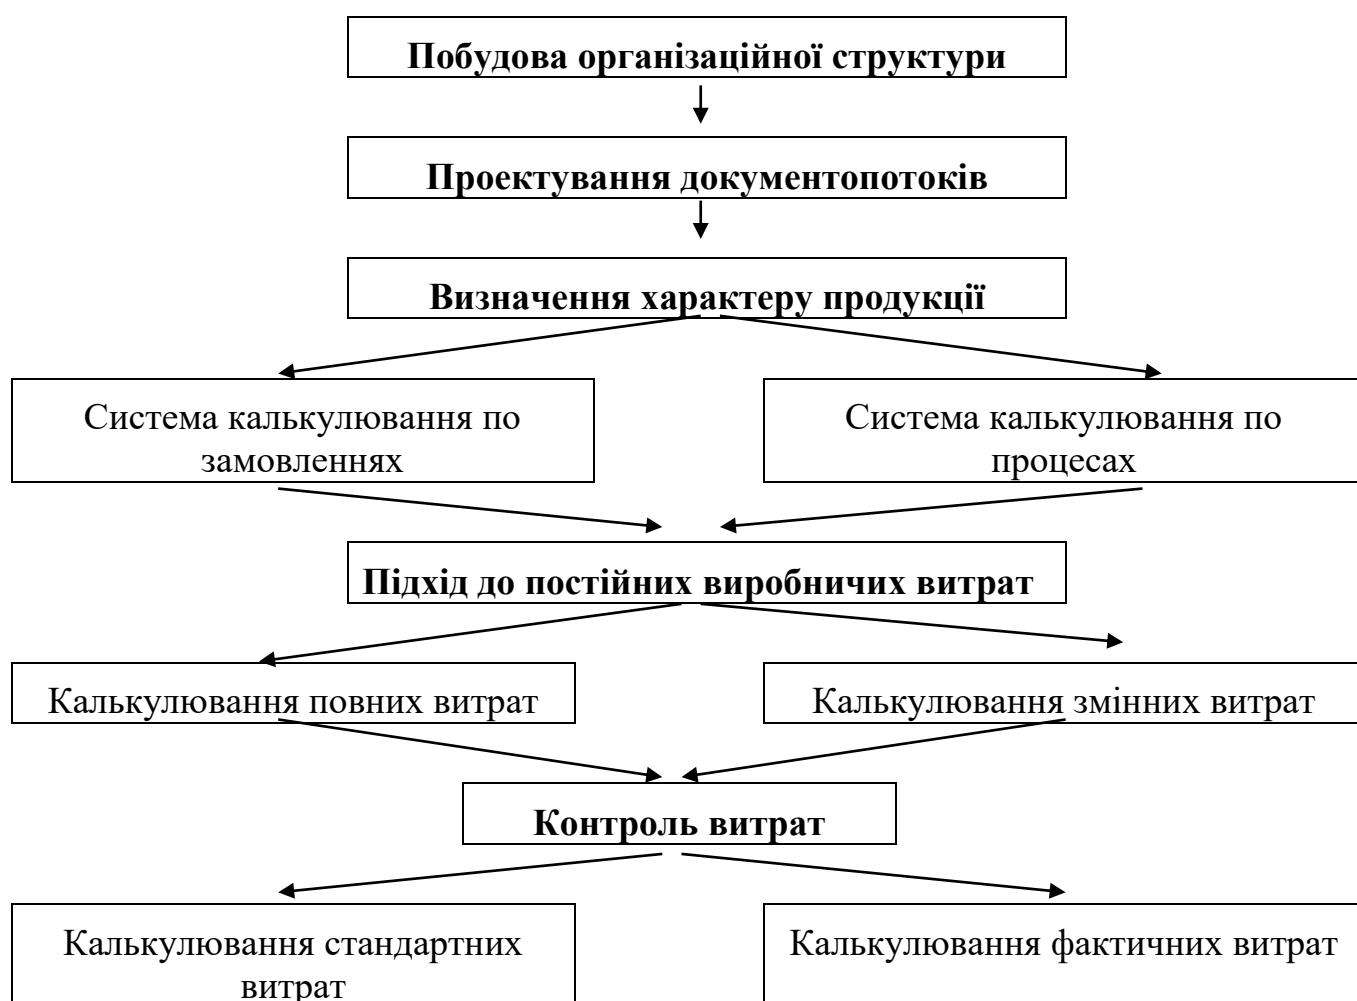 Побудова організаційної структури
Проектування документопотоків
Визначення характеру продукції
Система калькулювання по
замовленнях
Система калькулювання по
процесах
Підхід до постійних виробничих витрат
Калькулювання повних витрат
Калькулювання змінних витрат
Контроль витрат
Калькулювання стандартних
витрат
Калькулювання фактичних витрат